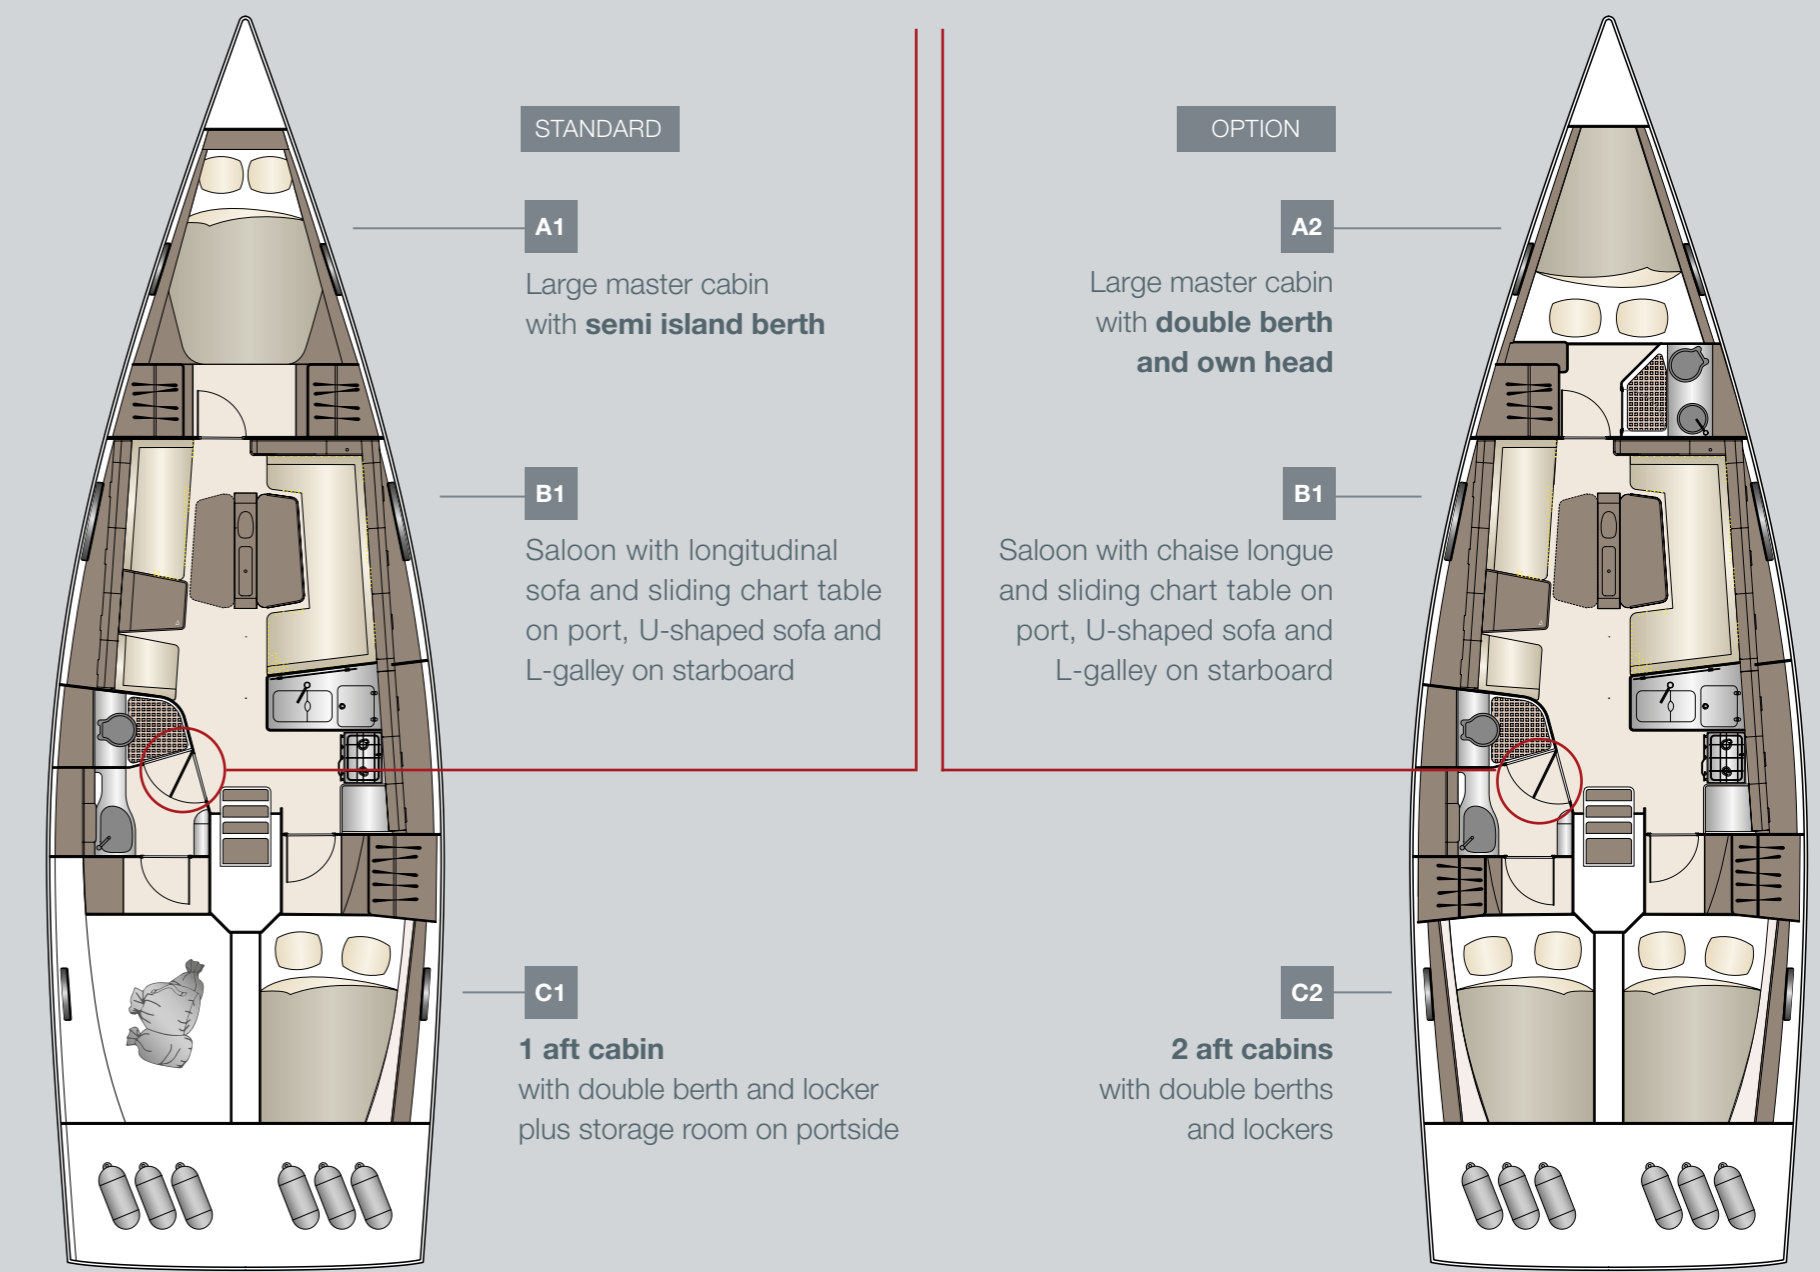 STANDARD
A1
Large master cabin
with semi island berth
B1
Saloon with longitudinal
sofa and sliding chart table
on port, U-shaped sofa and
L-galley on starboard
C1
1 aft cabin
with double berth and locker
plus storage room on portside
OPTION
A2
Large master cabin
with double berth
and own head
B1
Saloon with chaise longue
and sliding chart table on
port, U-shaped sofa and
L-galley on starboard
C2
2 aft cabins
with double berths
and lockers